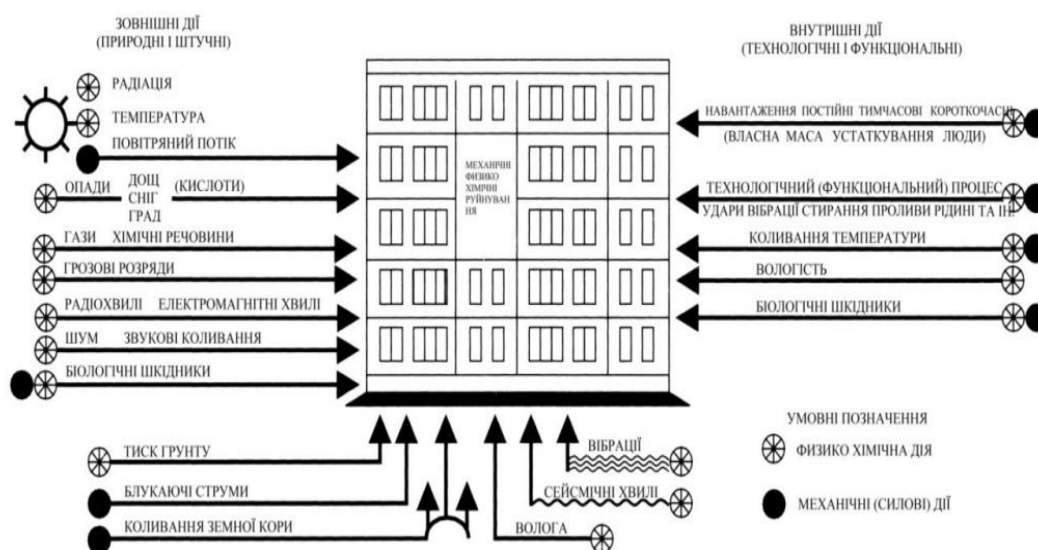 ЗОВНІШНІ ДІЇ
(ПРИРОДНІ І ШТУЧНІ)
РАДІАЦІЯ
ТЕМПЕРАТУРА
ПОВІТРЯНИЙ ПОТІК
ОПАДИ ДОЩ (КИСЛОТИ)
СНІГ
ГРАД
ГАЗИ ХІМІЧНІ РЕЧОВИНИ
ГРОЗОВІ РОЗРЯДИ
РАДІОХВИЛІ ЕЛЕКТРОМАГНІТНІ ХВИЛІ
ШУМ ЗВУКОВІ КОЛИВАННЯ
БІОЛОГІЧНІ ШКІДНИКИ
МЕХАНІЧНІ
ФИЗИКО
ХІМІЧНІ
РУЙНУВАН
НЯ
ВНУТРІШНІ ДІЇ
(ТЕХНОЛОГІЧНІ І ФУНКЦІОНАЛЬНІ)
НАВАНТАЖЕННЯ ПОСТІЙНІ ТИМЧАСОВІ КОРОТКОЧАСНІ
(ВЛАСНА МАСА УСТАТКУВАННЯ ЛЮДИ)
ТЕХНОЛОГІЧНИЙ (ФУНКЦІОНАЛЬНИЙ) ПРОЦЕС
УДАРИ ВІБРАЦІЇ СТИРАННЯ ПРОЛИВИ РІДИНІ ТА ІН.
КОЛИВАННЯ ТЕМПЕРАТУРИ
ВОЛОГІСТЬ
БІОЛОГІЧНІ ШКІДНИКИ
ТИСК ГРУНТУ
БЛУКАЮЧІ СТРУМИ
КОЛИВАННЯ ЗЕМНОЇ КОРИ
ВІБРАЦІЇ
СЕЙСМІЧНІ ХВИЛІ
ВОЛОГА
УМОВНІ ПОЗНАЧЕННЯ
ФИЗИКО ХІМІЧНА ДІЯ
МЕХАНІЧНІ (СИЛОВІ) ДІЇ